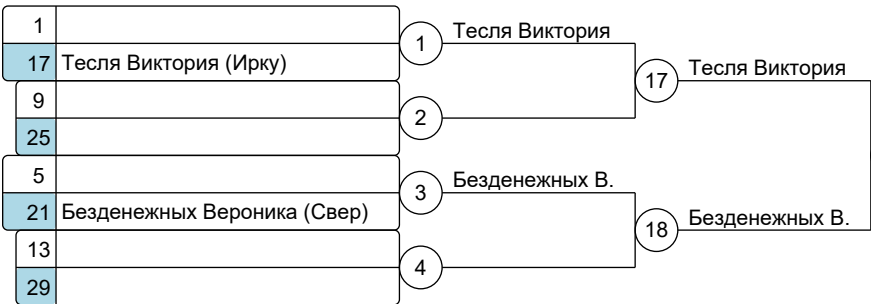 1
17 Тесля Виктория (Ирку)
1
Тесля Виктория
9
25
2
17
Тесля Виктория
5
21 Безденежных Вероника (Свер)
3
Безденежных В.
13
29
4
18
Безденежных В.